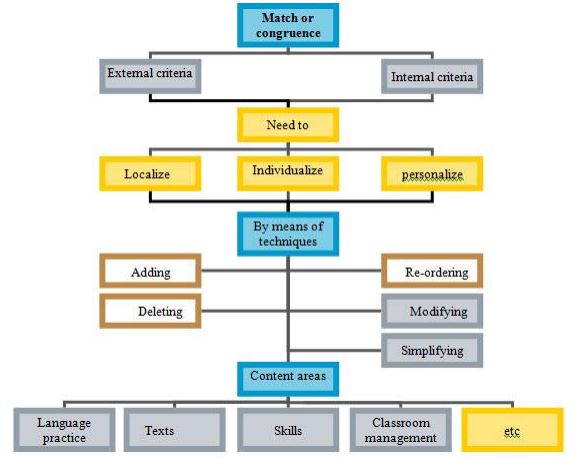 Match or
congruence
External criteria
Internal criteria
Need to
Localize
Individualize
personalize
By means of
techniques
Adding
Re-ordering
Deleting
Modifying
Simplifying
Content areas
Language
practice
Texts
Skills
Classroom
management
etc